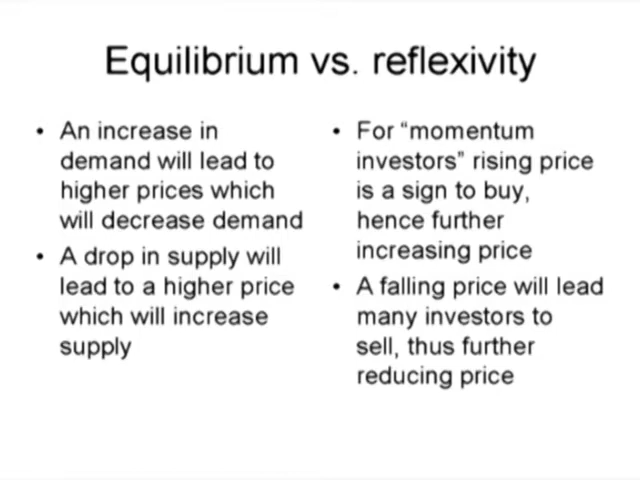 Equilibrium vs. reflexivity
• An increase in
demand will lead to
higher prices which
will decrease demand
• A drop in supply will
lead to a higher price
which will increase
supply
• For “momentum
investors” rising price
is a sign to buy,
hence further
increasing price
• A falling price will lead
many investors to
sell, thus further
reducing price